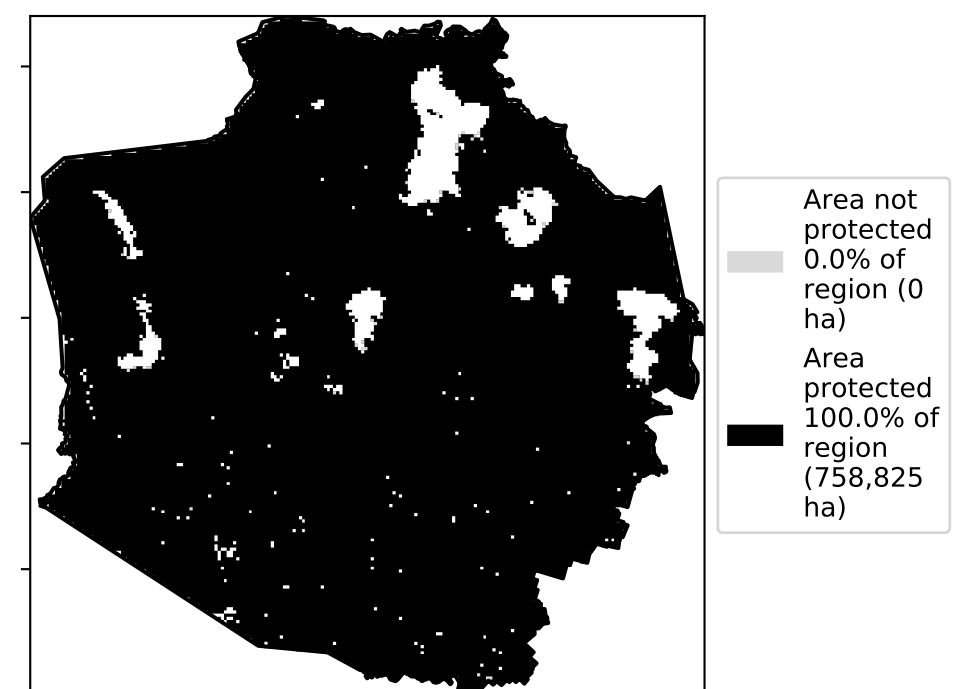 Area not
protected
0.0% of
region (0
ha)
Area
protected
100.0% of
region
(758,825
ha)